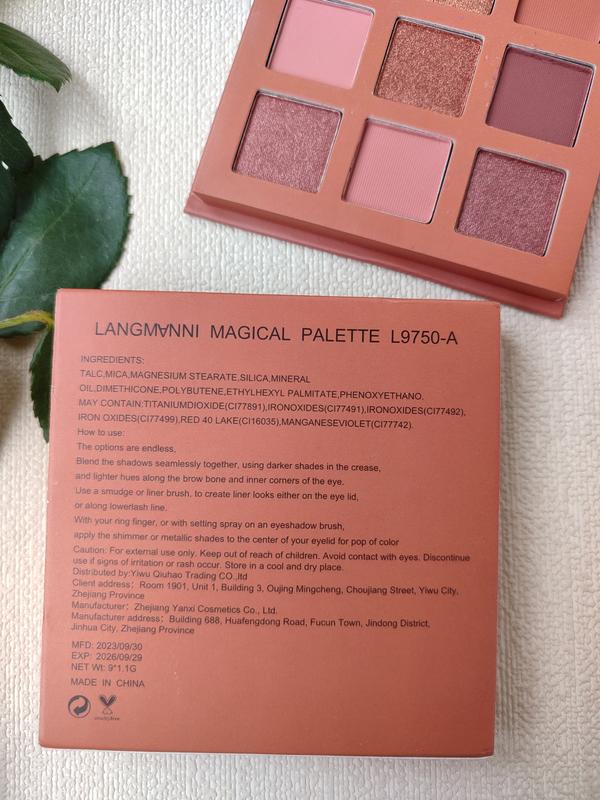 LANGMɐNNI MAGICAL PALETTE L9750-A
INGREDIENTS:
TALC,MICA,MAGNESIUM STEARATE,SILICA,MINERAL
OIL,DIMETHICONE,POLYBUTENE,ETHYLHEXYL PALMITATE,PHENOXYETHANO.
MAY CONTAIN:TITANIUMDIOXIDE(CI77891),IRONOXIDES(CI77491),IRONOXIDES(CI77492),
IRON OXIDES(CI77499),RED 40 LAKE(CI16035),MANGANESEVIOLET(CI77742).
How to use:
The options are endless,
Blend the shadows seamlessly together, using darker shades in the crease,
and lighter hues along the brow bone and inner corners of the eye.
Use a smudge or liner brush, to create liner looks either on the eye lid,
or along lowerlash line.
With your ring finger, or with setting spray on an eyeshadow brush,
apply the shimmer or metallic shades to the center of your eyelid for pop of color
Caution: For external use only. Keep out of reach of children. Avoid contact with eyes. Discontinue
use if signs of irritation or rash occur. Store in a cool and dry place.
Distributed by:Yiwu Qiuhao Trading CO.,ltd
Client address：Room 1901, Unit 1, Building 3, Oujing Mingcheng, Choujiang Street, Yiwu City,
Zhejiang Province
Manufacturer：Zhejiang Yanxi Cosmetics Co., Ltd.
Manufacturer address：Building 688, Huafengdong Road, Fucun Town, Jindong District,
Jinhua City, Zhejiang Province
MFD: 2023/09/30
EXP: 2026/09/29
NET Wt: 9*1.1G
MADE IN CHINA
crueltyfree